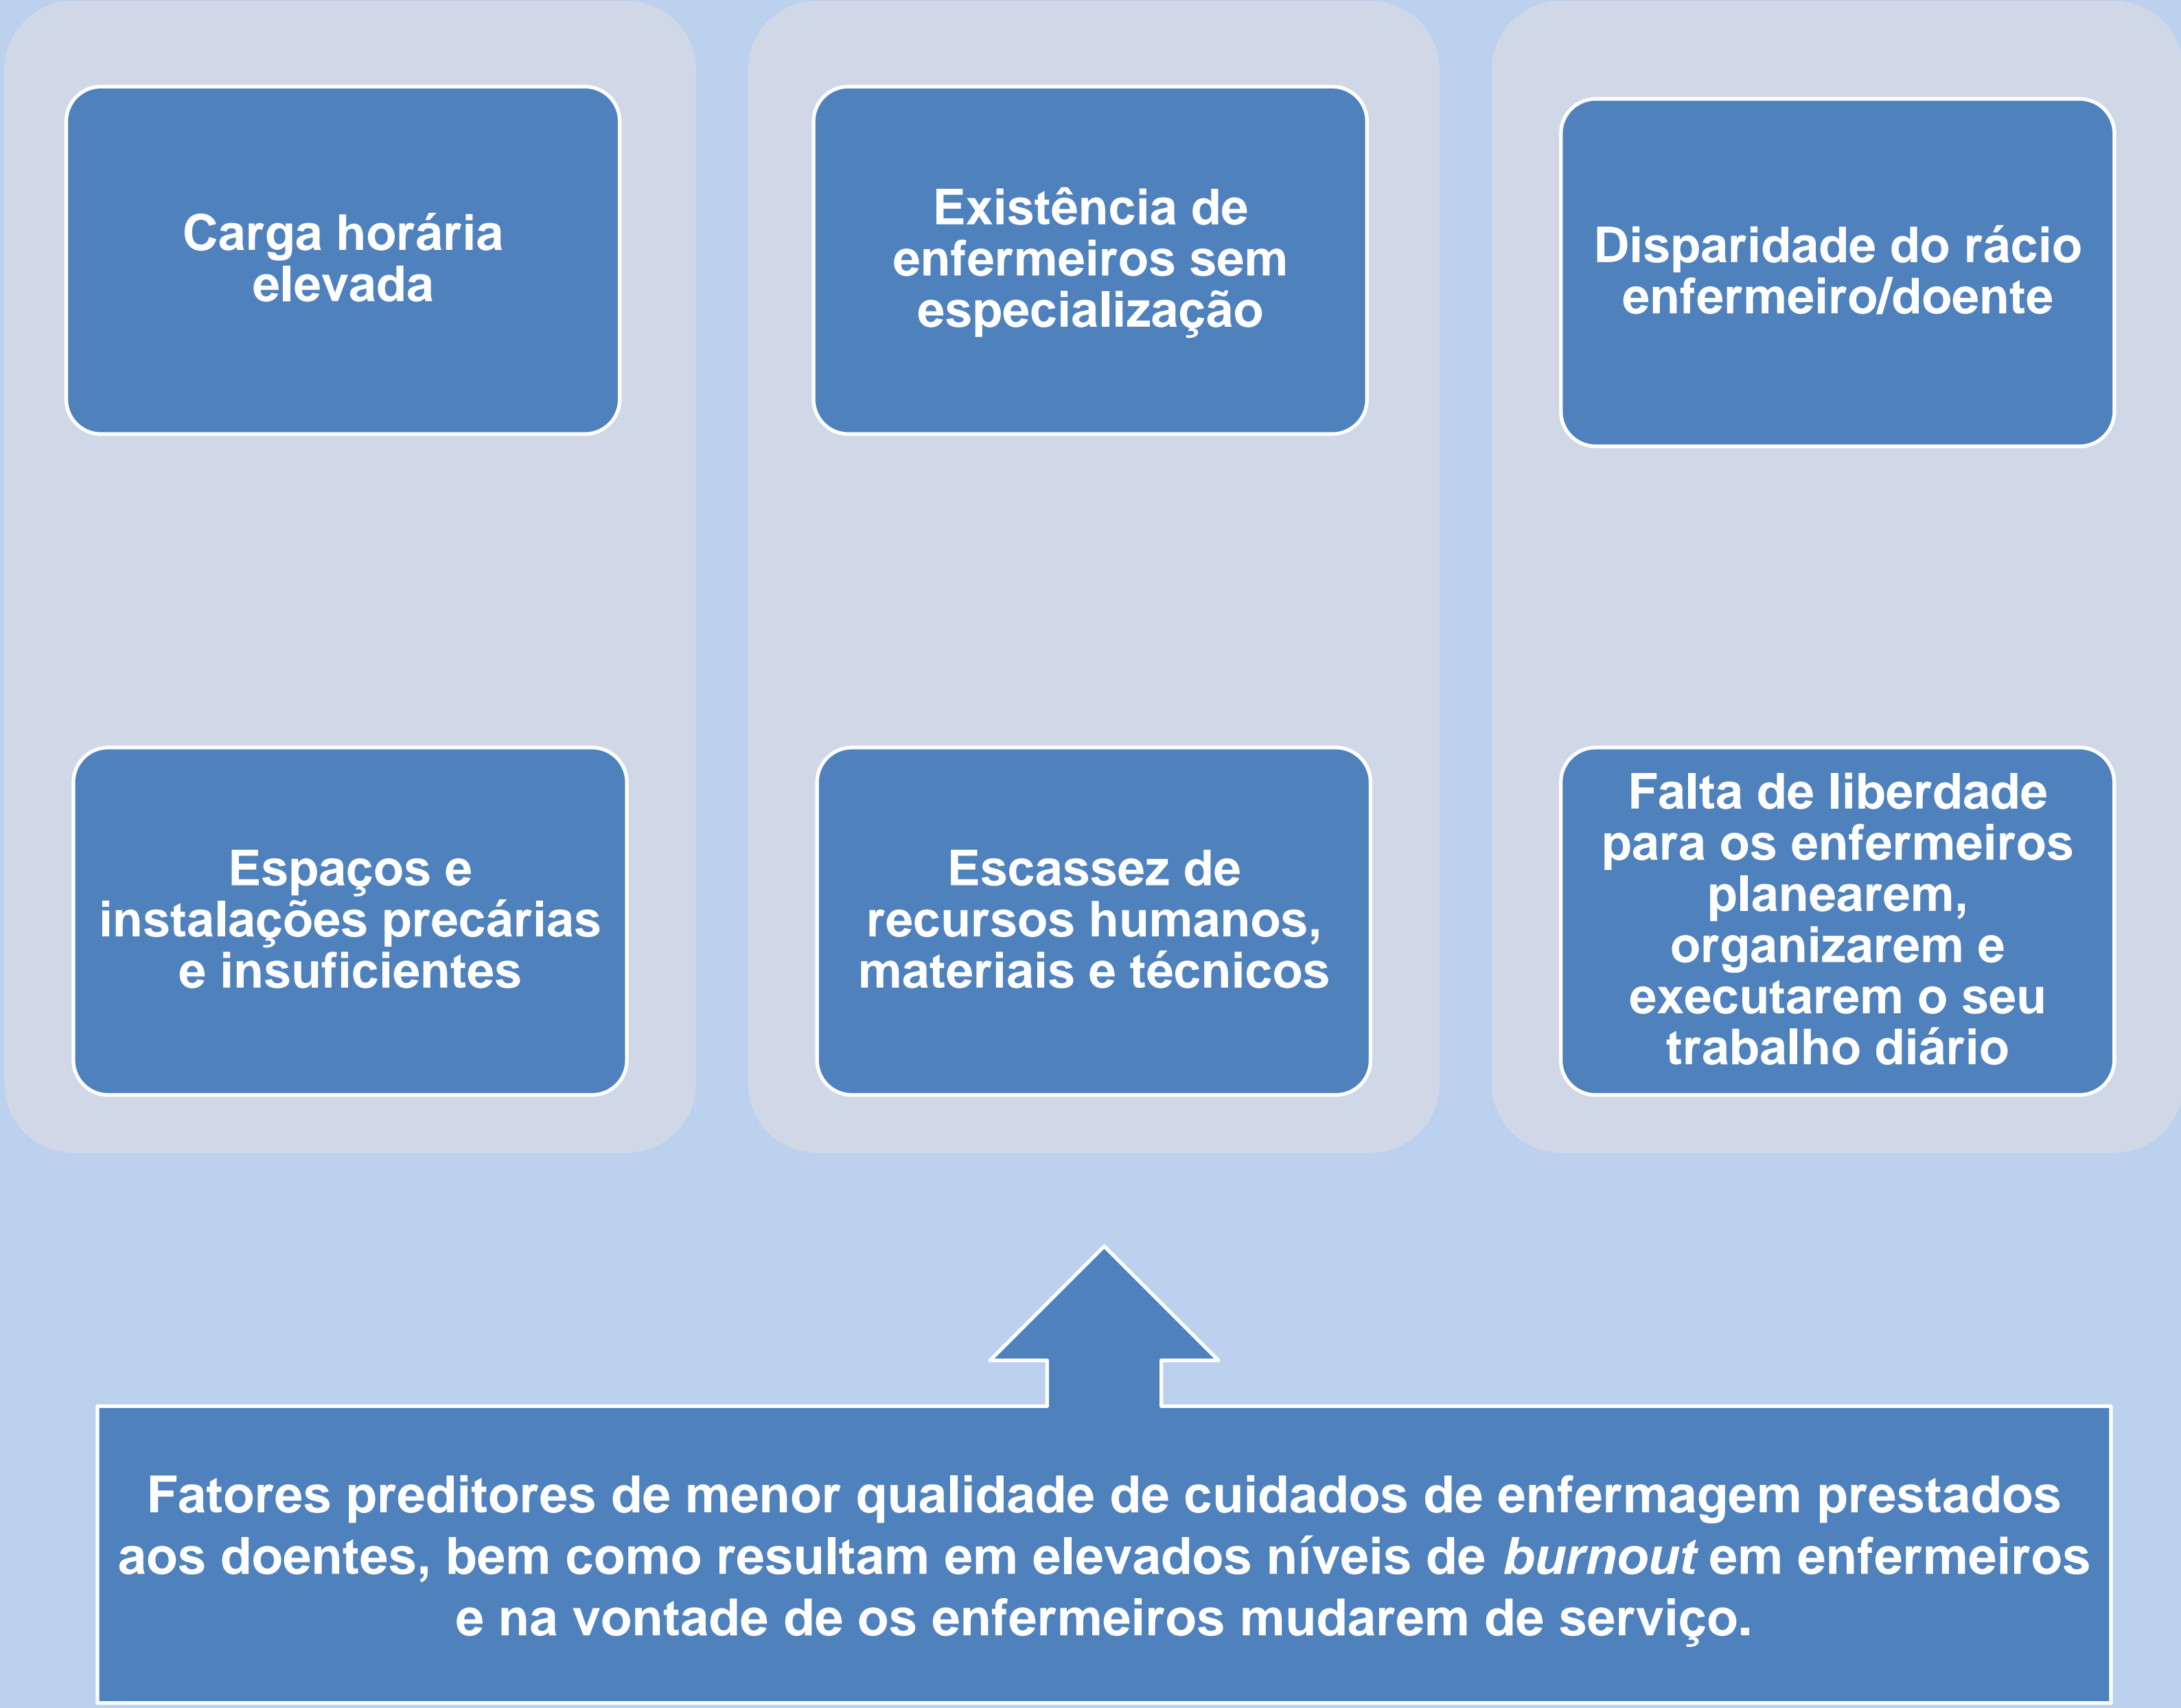 Carga horária
elevada
Existência de
enfermeiros sem
especialização
Disparidade do rácio
enfermeiro/doente
Espaços e
instalações precárias
e insuficientes
Escassez de
recursos humanos,
materiais e técnicos
Falta de liberdade
para os enfermeiros
planearem,
organizarem e
executarem o seu
trabalho diário
Fatores preditores de menor qualidade de cuidados de enfermagem prestados
aos doentes, bem como resultam em elevados níveis de burnout em enfermeiros
e na vontade de os enfermeiros mudarem de serviço.